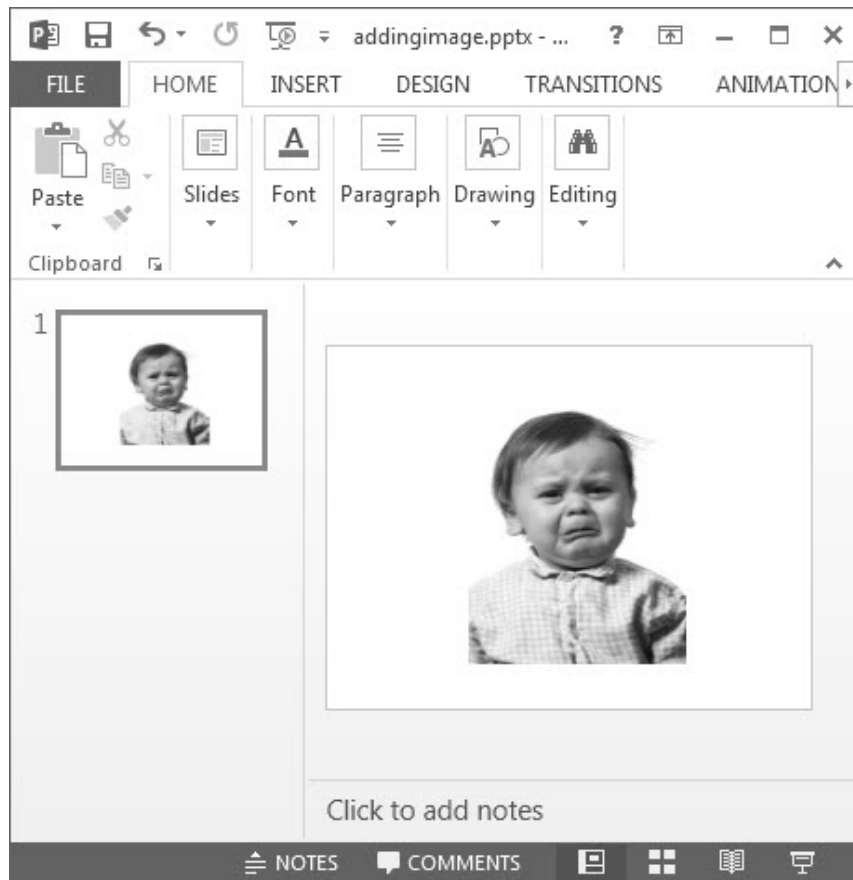 addingimage.pptx - ... ?
FILE HOME INSERT DESIGN TRANSITIONS ANIMATION
Paste
Slides Font Paragraph Drawing Editing
Clipboard
1
Click to add notes
NOTES COMMENTS